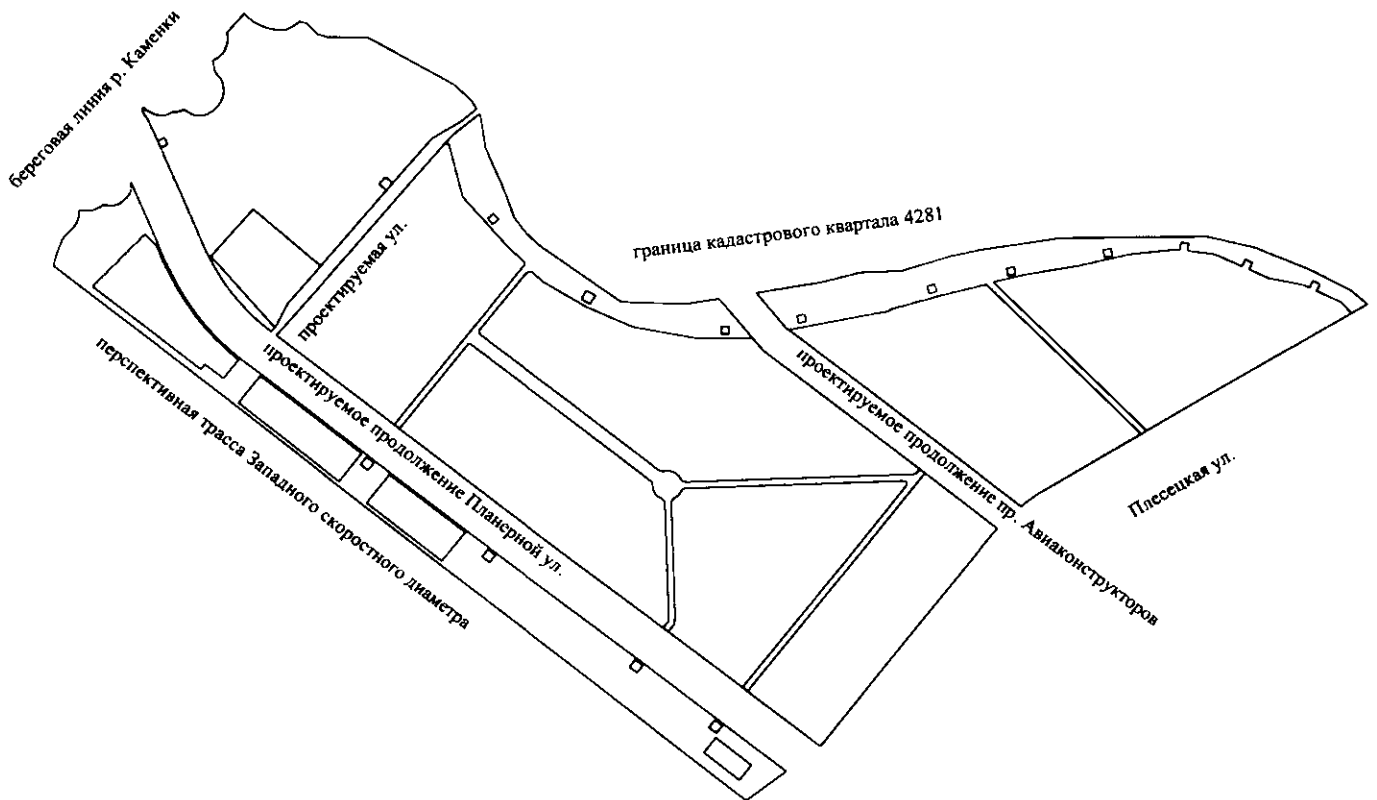 береговая линия р. Каменки
проектируемая ул.
граница кадастрового квартала 4281
перспективная трасса Западного скоростного диаметра
проектируемое продолжение Планерной ул.
проектируемое продолжение пр. Авиаконструкторов
Плесецкая ул.